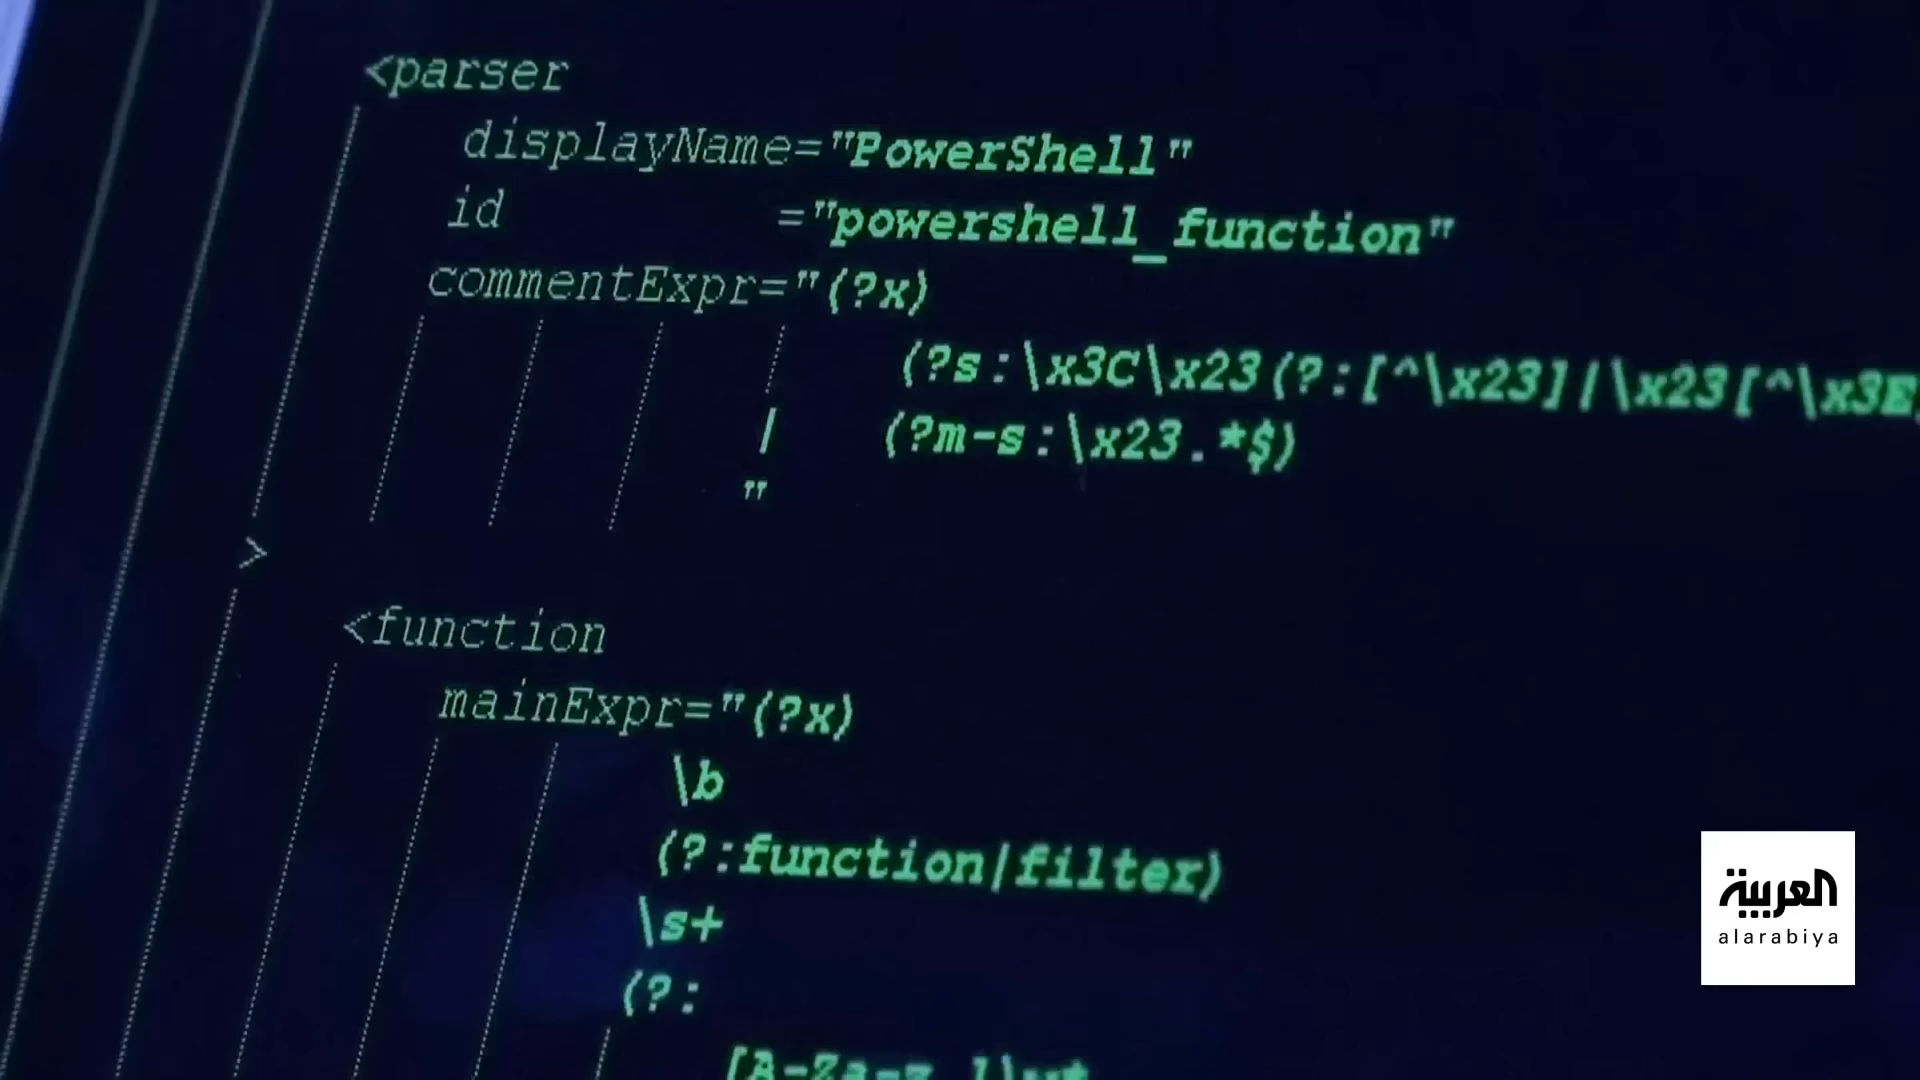 <parser
displayName="PowerShell"
id ="powershell_function"
commentExpr="(?x)
(?s:\x3C\x23(?:[^\x23]|\x23[^\x3E
| (?m-s:\x23.*$)
"
>
<function
mainExpr="(?x)
\b
(?:function|filter)
\s+
(?:
العربية
alarabiya